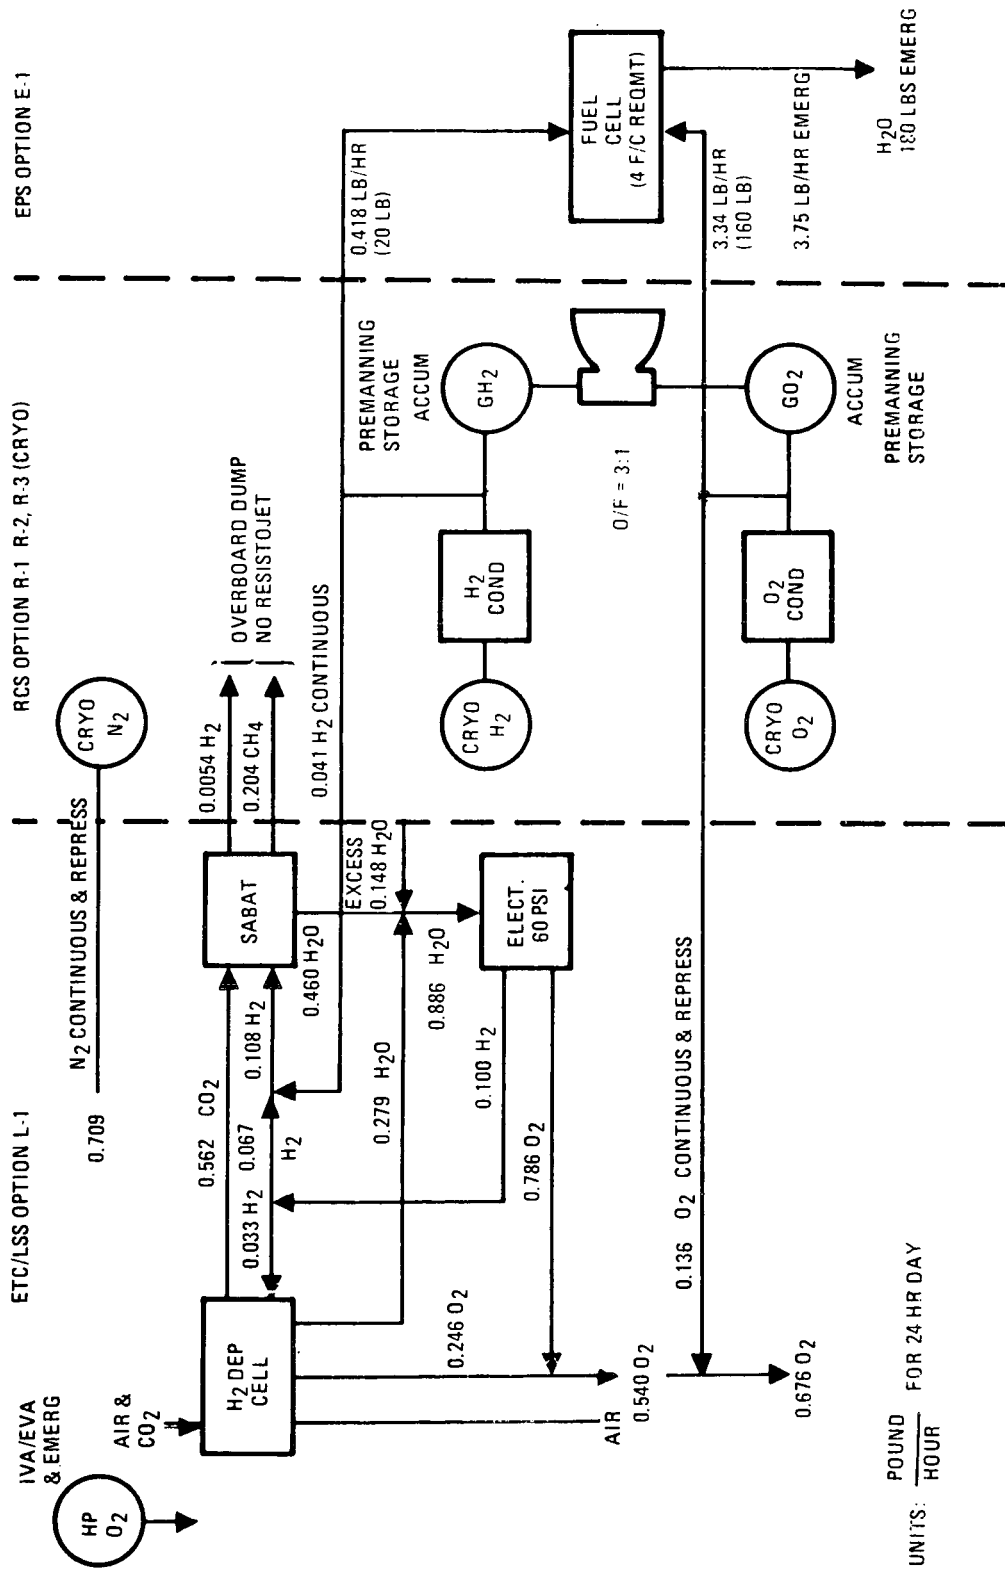 IVA/EVA
& EMERG
ETC/LSS OPTION L-1
RCS OPTION R-1 R-2, R-3 (CRYO)
EPS OPTION E-1
HP
O2
AIR &
CO2
H2 DEP
CELL
0.709
N2 CONTINUOUS & REPRESS
CRYO
N2
0.562 CO2
0.033 H2
0.067
H2
0.108 H2
SABAT
0.0054 H2
0.204 CH4
OVERBOARD DUMP
NO RESISTOJET
0.460 H2O
EXCESS
0.148 H2O
0.041 H2 CONTINUOUS
0.279 H2O
0.886 H2O
ELECT.
60 PSI
0.100 H2
0.786 O2
0.246 O2
AIR
0.540 O2
0.136 O2 CONTINUOUS & REPRESS
0.676 O2
CRYO
H2
H2
COND
PREMANNING
STORAGE
ACCUM
GH2
O/F = 3:1
CRYO
O2
O2
COND
GO2
ACCUM
PREMANNING
STORAGE
0.418 LB/HR
(20 LB)
FUEL
CELL
(4 F/C REQMT)
3.34 LB/HR
(160 LB)
3.75 LB/HR EMERG
H2O
180 LBS EMERG
UNITS: POUND
HOUR
FOR 24 HR DAY